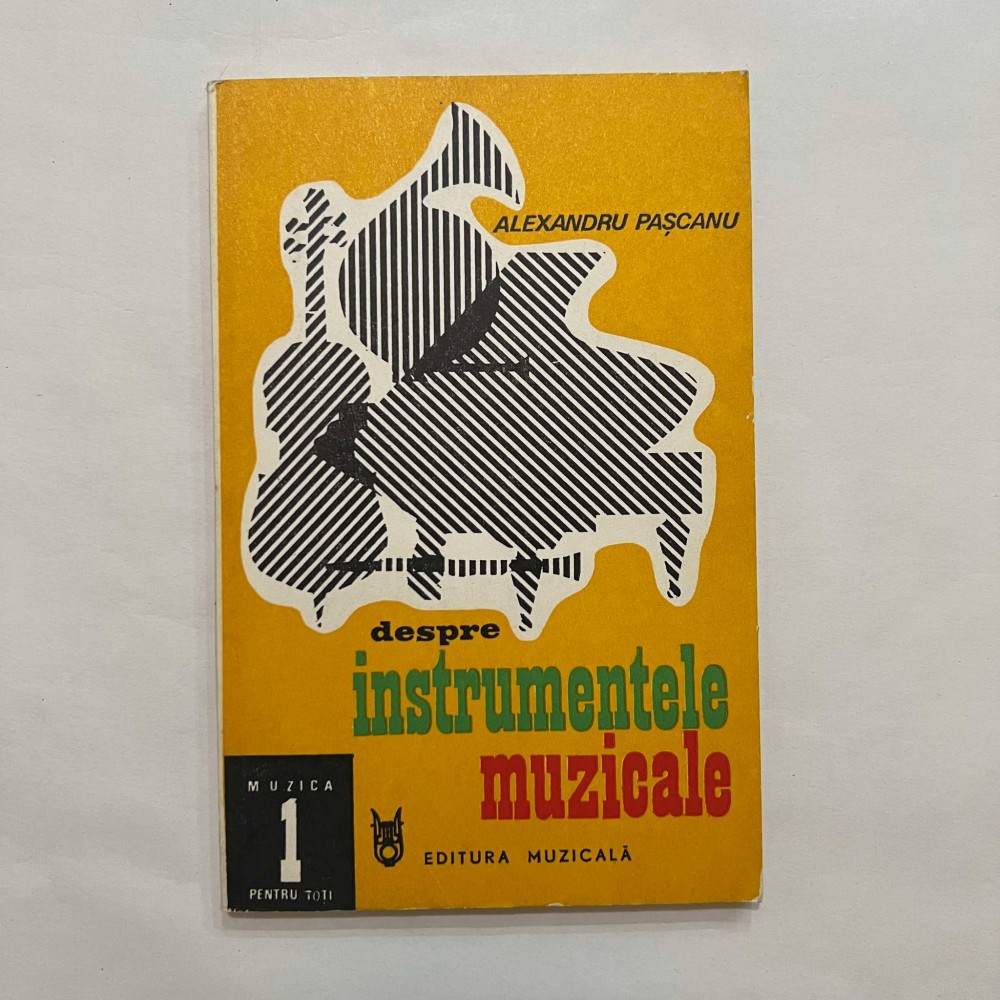 ALEXANDRU PAȘCANU
despre
instrumentele
muzicale
MUZICA
1
PENTRU TOȚI
EDITURA MUZICALĂ